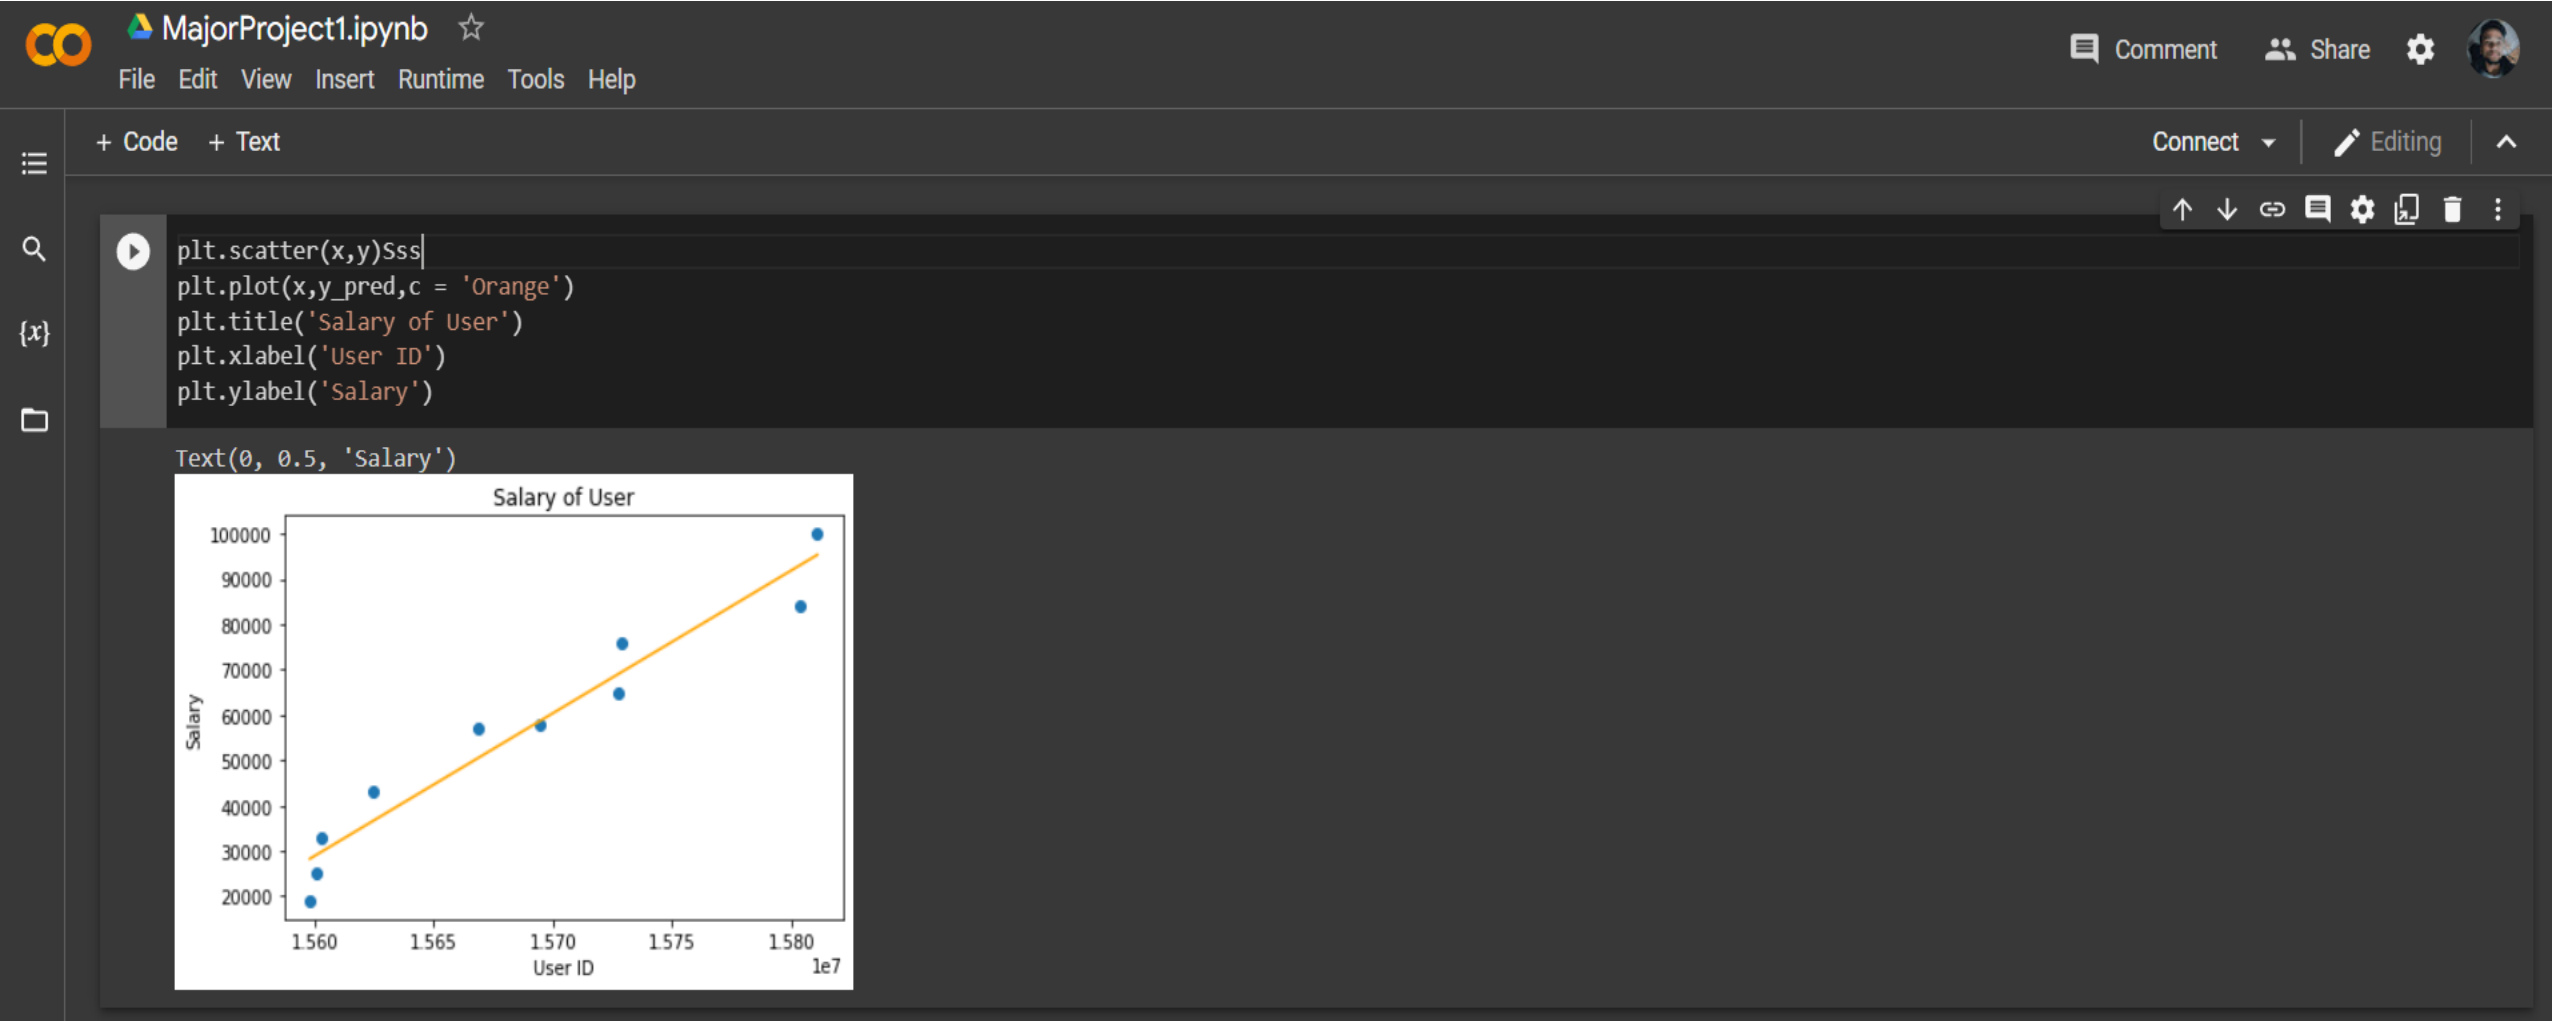 MajorProject1.ipynb
Comment Share
File Edit View Insert Runtime Tools Help
+ Code + Text
Connect Editing
{x}
plt.scatter(x,y)Sss
plt.plot(x,y_pred,c = 'Orange')
plt.title('Salary of User')
plt.xlabel('User ID')
plt.ylabel('Salary')
Text(0, 0.5, 'Salary')
Salary of User
100000
90000
80000
70000
60000
50000
40000
30000
20000
Salary
1.560 1.565 1.570 1.575 1.580
User ID
1e7